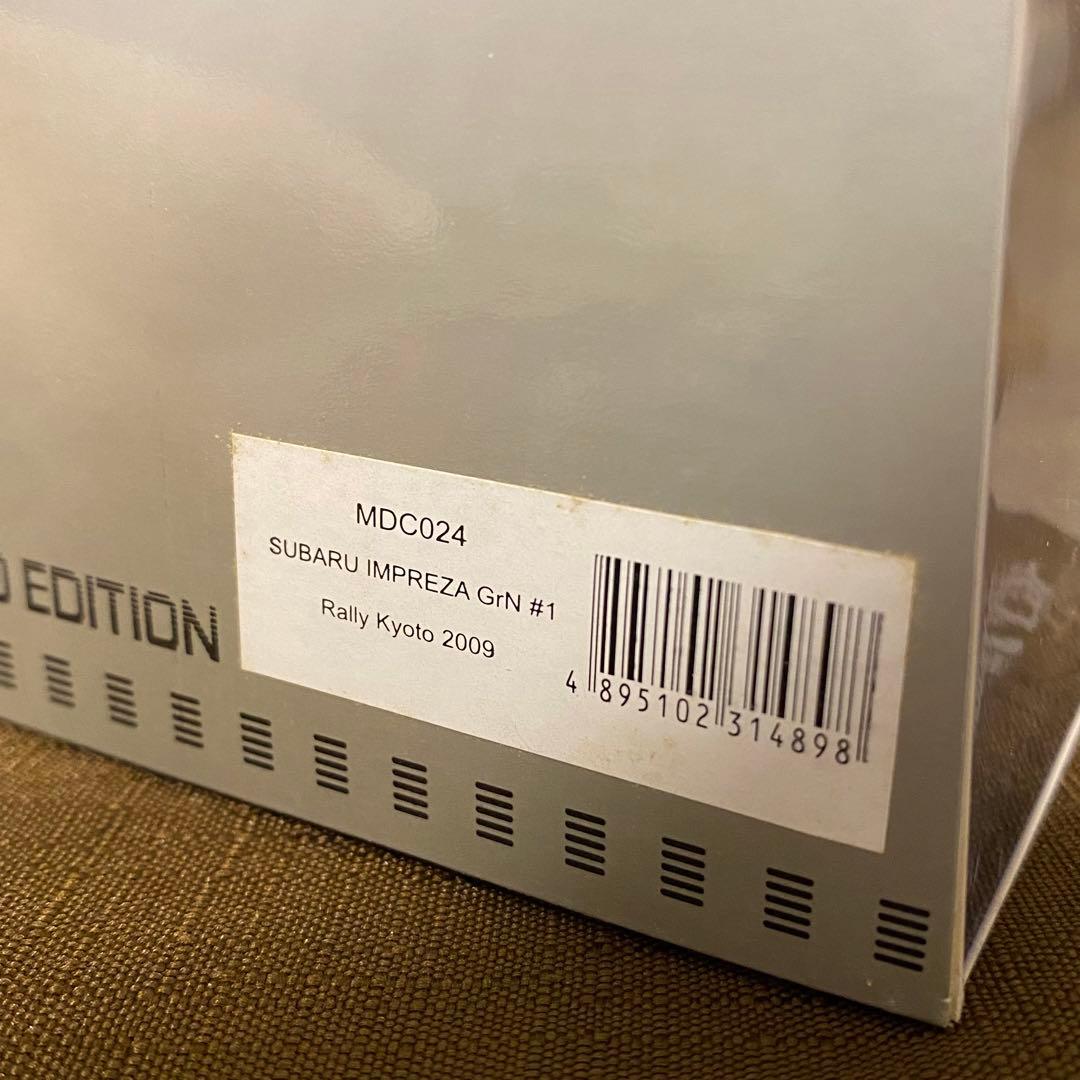 EDITION
MDC024
SUBARU IMPREZA GrN #1
Rally Kyoto 2009
4 895102 314898